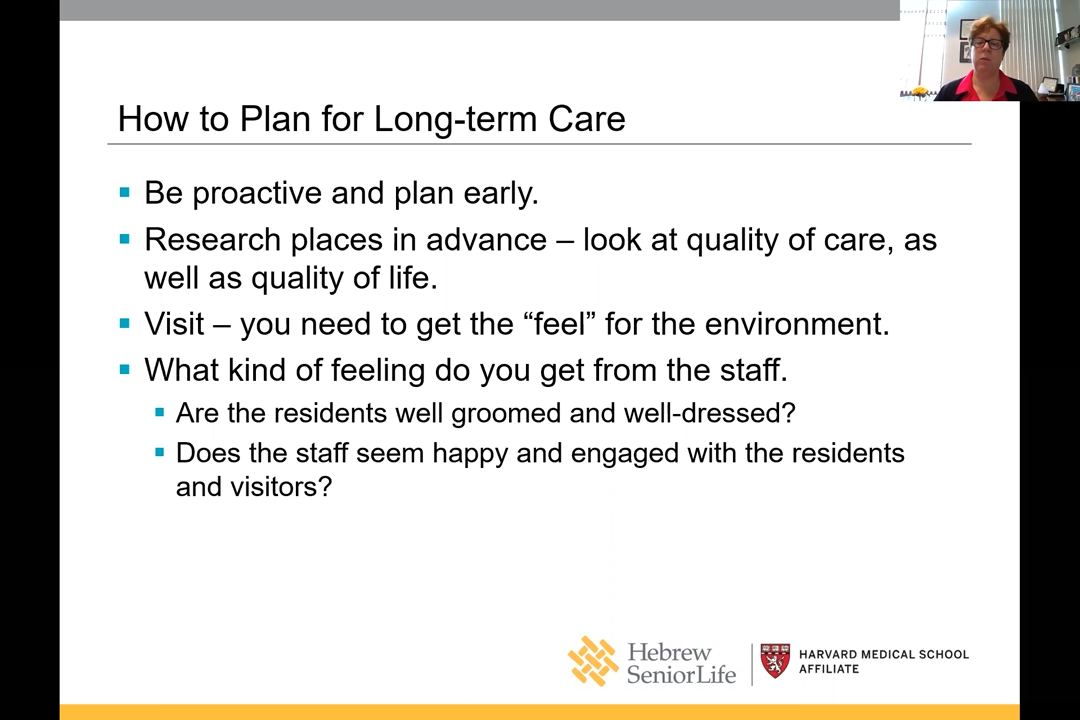 How to Plan for Long-term Care
Be proactive and plan early.
Research places in advance – look at quality of care, as
well as quality of life.
Visit – you need to get the “feel” for the environment.
What kind of feeling do you get from the staff.
Are the residents well groomed and well-dressed?
Does the staff seem happy and engaged with the residents
and visitors?
Hebrew
SeniorLife
HARVARD MEDICAL SCHOOL
AFFILIATE